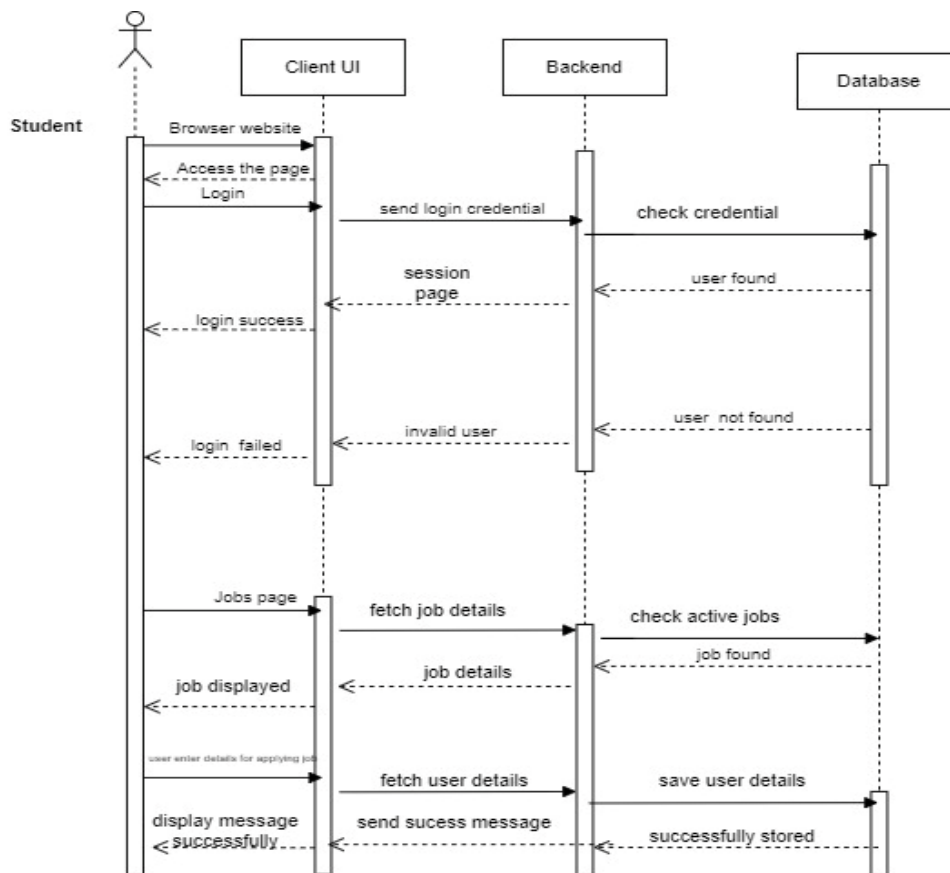 Client UI
Backend
Database
Student
Browser website
Access the page
Login
send login credential
check credential
session
page
user found
login success
user not found
invalid user
login failed
Jobs page
fetch job details
check active jobs
job found
job details
job displayed
user enter details for applying job
fetch user details
save user details
display message
successfully
send sucess message
successfully stored